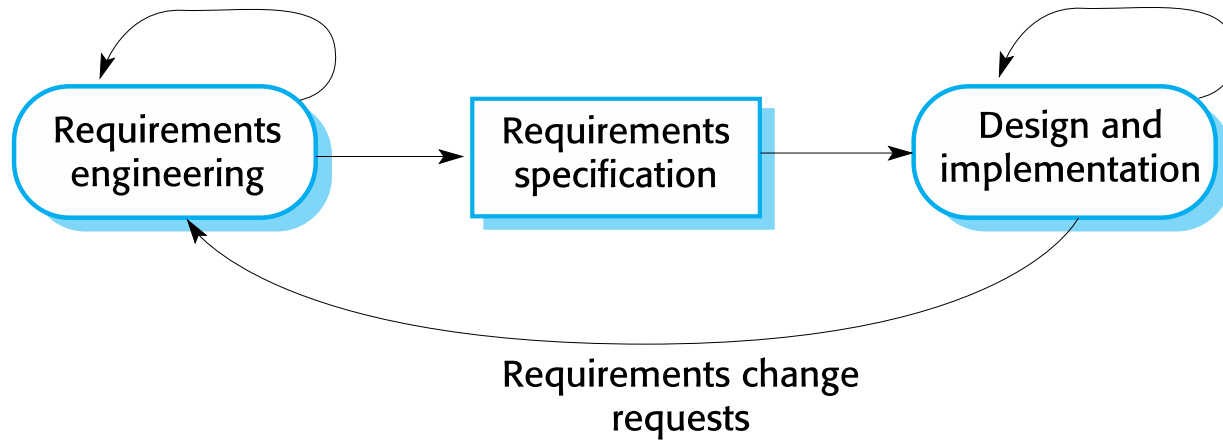 Requirements
engineering
Requirements
specification
Design and
implementation
Requirements change
requests